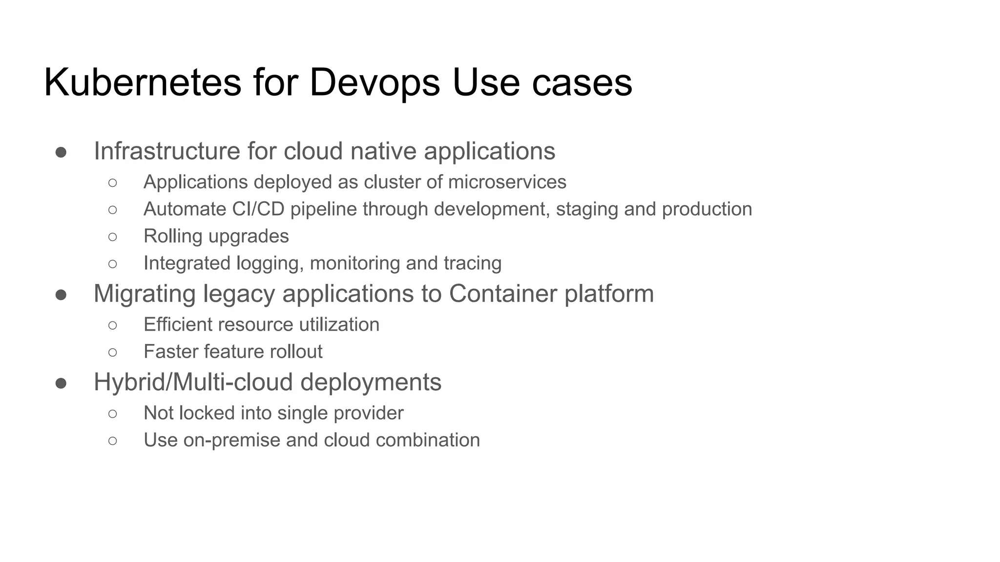 Kubernetes for Devops Use cases
● Infrastructure for cloud native applications
○ Applications deployed as cluster of microservices
○ Automate CI/CD pipeline through development, staging and production
○ Rolling upgrades
○ Integrated logging, monitoring and tracing
● Migrating legacy applications to Container platform
○ Efficient resource utilization
○ Faster feature rollout
● Hybrid/Multi-cloud deployments
○ Not locked into single provider
○ Use on-premise and cloud combination